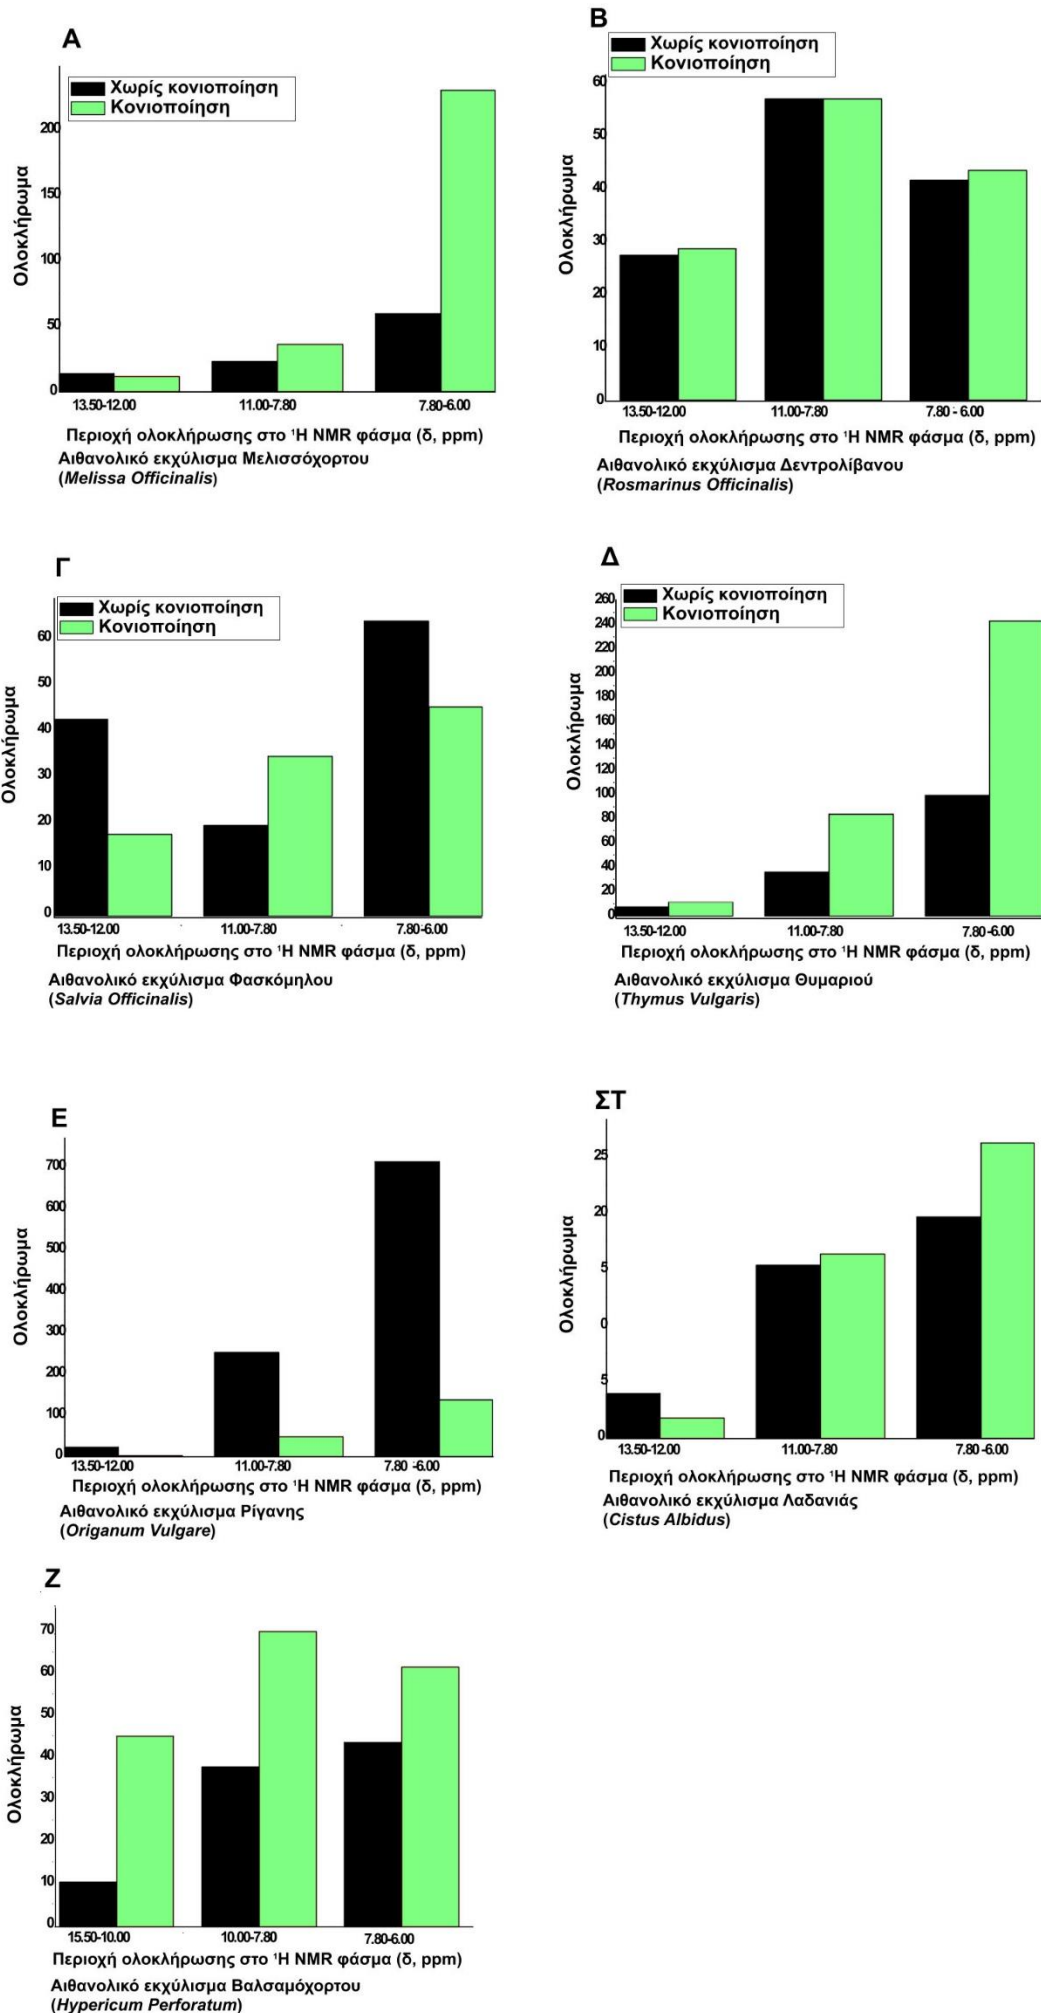 A
Χωρίς κονιοποίηση
Κονιοποίηση
Ολοκλήρωμα
200
150
100
50
0
13.50-12.00 11.00-7.80 7.80-6.00
Περιοχή ολοκλήρωσης στο ¹H NMR φάσμα (δ, ppm)
Αιθανολικό εκχύλισμα Μελισσόχορτου
(Melissa Officinalis)
B
Χωρίς κονιοποίηση
Κονιοποίηση
Ολοκλήρωμα
60
50
40
30
20
10
0
13.50-12.00 11.00-7.80 7.80 - 6.00
Περιοχή ολοκλήρωσης στο ¹H NMR φάσμα (δ, ppm)
Αιθανολικό εκχύλισμα Δεντρολίβανου
(Rosmarinus Officinalis)
Γ
Χωρίς κονιοποίηση
Κονιοποίηση
Ολοκλήρωμα
60
50
40
30
20
10
0
13.50-12.00 11.00-7.80 7.80-6.00
Περιοχή ολοκλήρωσης στο ¹H NMR φάσμα (δ, ppm)
Αιθανολικό εκχύλισμα Φασκόμηλου
(Salvia Officinalis)
Δ
Χωρίς κονιοποίηση
Κονιοποίηση
Ολοκλήρωμα
260
240
220
200
180
160
140
120
100
80
60
40
20
0
13.50-12.00 11.00-7.80 7.80-6.00
Περιοχή ολοκλήρωσης στο ¹H NMR φάσμα (δ, ppm)
Αιθανολικό εκχύλισμα Θυμαριού
(Thymus Vulgaris)
E
Ολοκλήρωμα
700
600
500
400
300
200
100
0
13.50-12.00 11.00-7.80 7.80 -6.00
Περιοχή ολοκλήρωσης στο ¹H NMR φάσμα (δ, ppm)
Αιθανολικό εκχύλισμα Ρίγανης
(Origanum Vulgare)
ΣΤ
Ολοκλήρωμα
25
20
5
0
5
0
13.50-12.00 11.00-7.80 7.80-6.00
Περιοχή ολοκλήρωσης στο ¹H NMR φάσμα (δ, ppm)
Αιθανολικό εκχύλισμα Λαδανιάς
(Cistus Albidus)
Z
Ολοκλήρωμα
70
60
50
40
30
20
10
0
15.50-10.00 10.00-7.80 7.80-6.00
Περιοχή ολοκλήρωσης στο ¹H NMR φάσμα (δ, ppm)
Αιθανολικό εκχύλισμα Βαλσαμόχορτου
(Hypericum Perforatum)